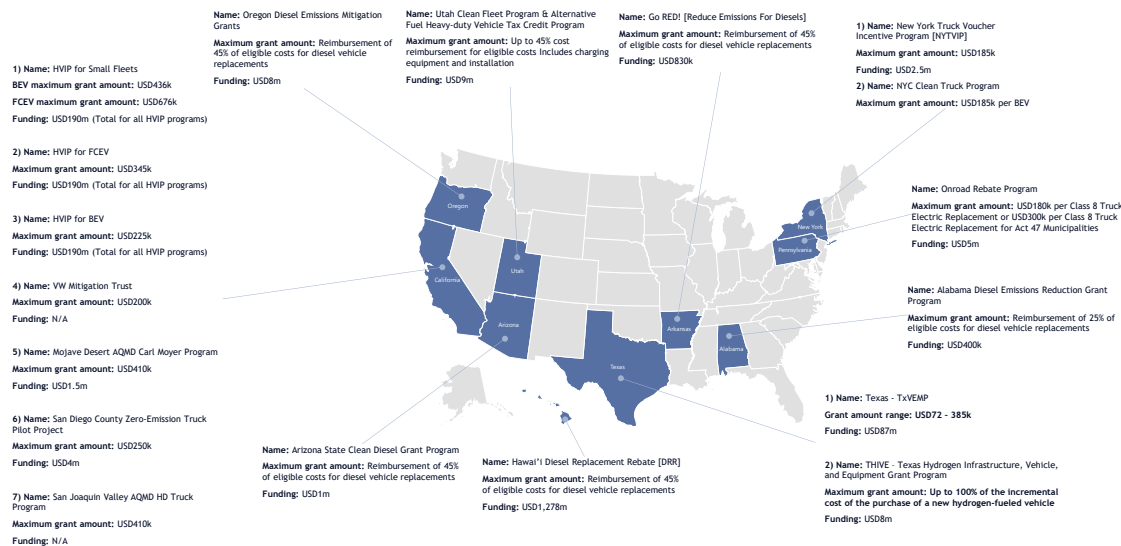 Name: Oregon Diesel Emissions Mitigation
Grants
Maximum grant amount: Reimbursement of
45% of eligible costs for diesel vehicle
replacements
Funding: USD8m
Name: Utah Clean Fleet Program & Alternative
Fuel Heavy-duty Vehicle Tax Credit Program
Maximum grant amount: Up to 45% cost
reimbursement for eligible costs Includes charging
equipment and installation
Funding: USD9m
Name: Go RED! [Reduce Emissions For Diesels]
Maximum grant amount: Reimbursement of 45%
of eligible costs for diesel vehicle replacements
Funding: USD830k
1) Name: New York Truck Voucher
Incentive Program [NYTVIP]
Maximum grant amount: USD185k
Funding: USD2.5m
2) Name: NYC Clean Truck Program
Maximum grant amount: USD185k per BEV
1) Name: HVIP for Small Fleets
BEV maximum grant amount: USD436k
FCEV maximum grant amount: USD676k
Funding: USD190m (Total for all HVIP programs)
2) Name: HVIP for FCEV
Maximum grant amount: USD345k
Funding: USD190m (Total for all HVIP programs)
3) Name: HVIP for BEV
Maximum grant amount: USD225k
Funding: USD190m (Total for all HVIP programs)
4) Name: VW Mitigation Trust
Maximum grant amount: USD200k
Funding: N/A
5) Name: Mojave Desert AQMD Carl Moyer Program
Maximum grant amount: USD410k
Funding: USD1.5m
6) Name: San Diego County Zero-Emission Truck
Pilot Project
Maximum grant amount: USD250k
Funding: USD4m
7) Name: San Joaquin Valley AQMD HD Truck
Program
Maximum grant amount: USD410k
Funding: N/A
Oregon
California
Utah
Arizona
Texas
Arkansas
Alabama
New York
Pennsylvania
Name: Onroad Rebate Program
Maximum grant amount: USD180k per Class 8 Truck
Electric Replacement or USD300k per Class 8 Truck
Electric Replacement for Act 47 Municipalities
Funding: USD5m
Name: Alabama Diesel Emissions Reduction Grant
Program
Maximum grant amount: Reimbursement of 25% of
eligible costs for diesel vehicle replacements
Funding: USD400k
1) Name: Texas - TxVEMP
Grant amount range: USD72 - 385k
Funding: USD87m
2) Name: THIVE - Texas Hydrogen Infrastructure, Vehicle,
and Equipment Grant Program
Maximum grant amount: Up to 100% of the incremental
cost of the purchase of a new hydrogen-fueled vehicle
Funding: USD8m
Name: Arizona State Clean Diesel Grant Program
Maximum grant amount: Reimbursement of 45%
of eligible costs for diesel vehicle replacements
Funding: USD1m
Name: Hawai'i Diesel Replacement Rebate [DRR]
Maximum grant amount: Reimbursement of 45%
of eligible costs for diesel vehicle replacements
Funding: USD1,278m